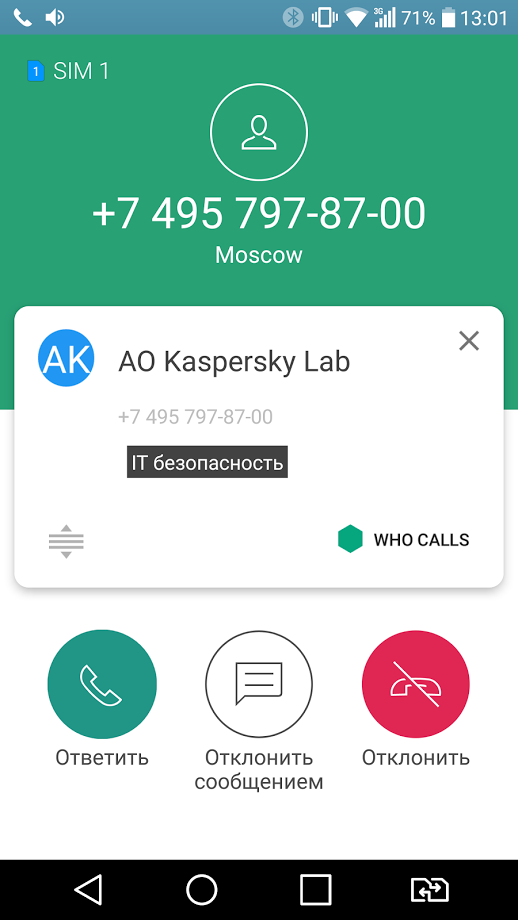 3G 71% 13:01
1 SIM 1
+7 495 797-87-00
Moscow
AK
AO Kaspersky Lab
+7 495 797-87-00
IT безопасность
WHO CALLS
Ответить
Отклонить
сообщением
Отклонить